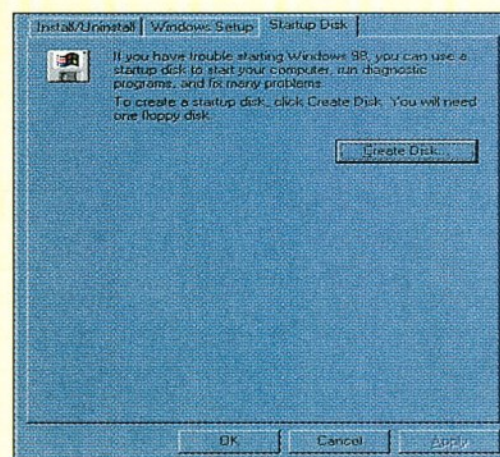 Install/Uninstall Windows Setup Startup Disk
If you have trouble starting Windows 98, you can use a
startup disk to start your computer, run diagnostic
programs, and fix many problems.
To create a startup disk, click Create Disk. You will need
one floppy disk.
Create Disk...
OK Cancel Apply